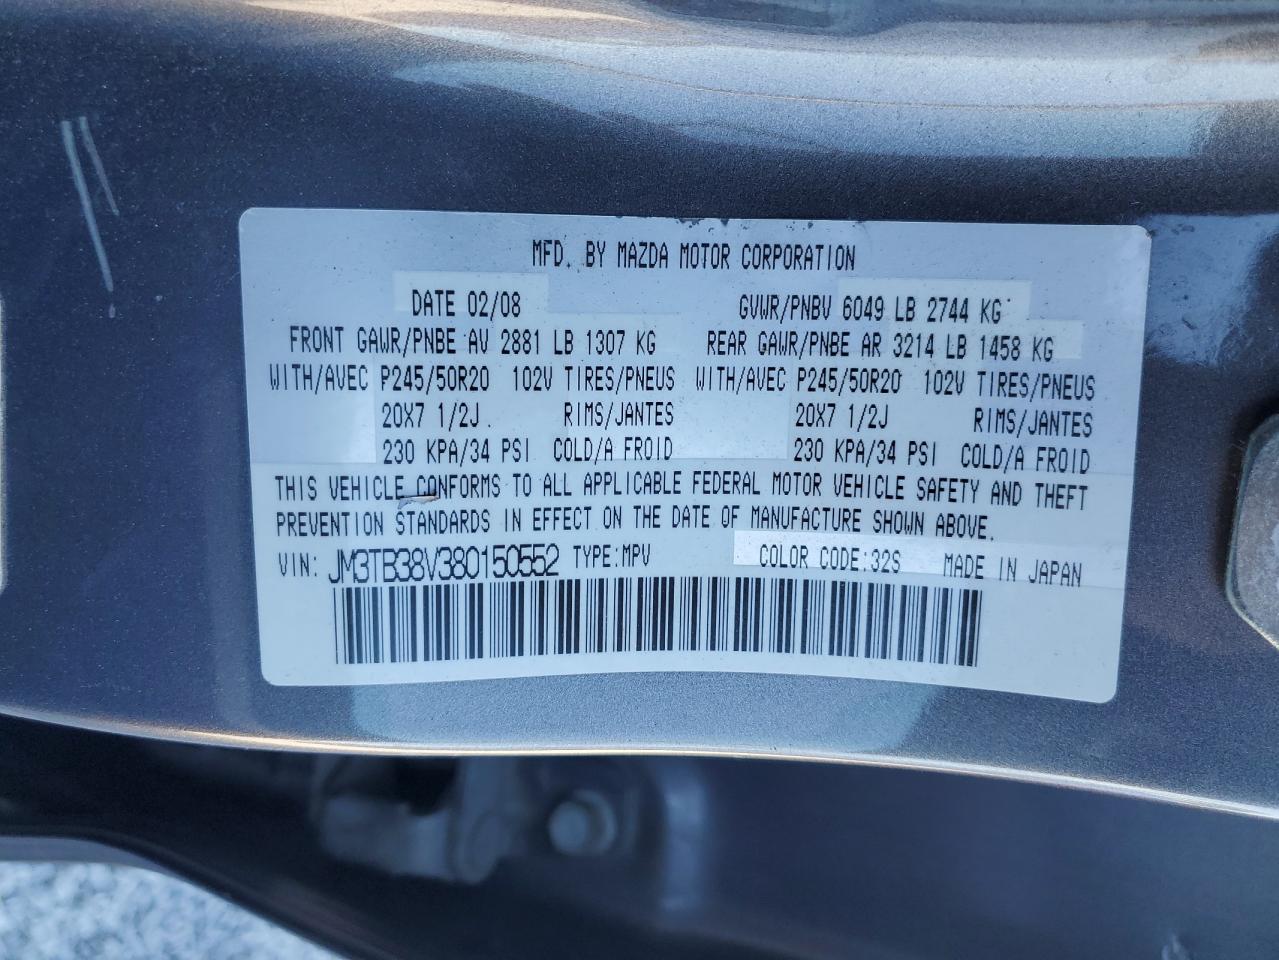 MFD. BY MAZDA MOTOR CORPORATION
DATE 02/08 GVWR/PNBV 6049 LB 2744 KG
FRONT GAWR/PNBE AV 2881 LB 1307 KG REAR GAWR/PNBE AR 3214 LB 1458 KG
WITH/AVEC P245/50R20 102V TIRES/PNEUS WITH/AVEC P245/50R20 102V TIRES/PNEUS
20X7 1/2J RIMS/JANTES 20X7 1/2J RIMS/JANTES
230 KPA/34 PSI COLD/A FROID 230 KPA/34 PSI COLD/A FROID
THIS VEHICLE CONFORMS TO ALL APPLICABLE FEDERAL MOTOR VEHICLE SAFETY AND THEFT
PREVENTION STANDARDS IN EFFECT ON THE DATE OF MANUFACTURE SHOWN ABOVE.
VIN: JM3TB38V380150552 TYPE:MPV COLOR CODE:32S MADE IN JAPAN